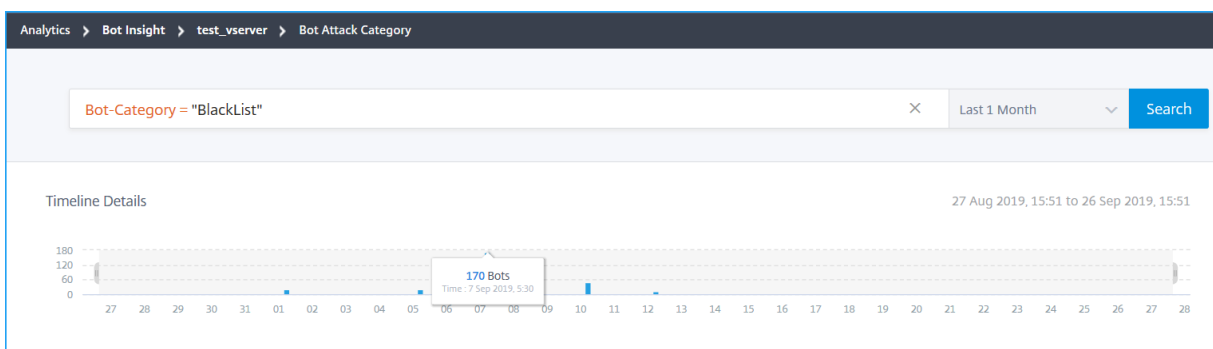 Analytics > Bot Insight > test_vserver > Bot Attack Category
Bot-Category = "BlackList" × Last 1 Month Search
Timeline Details 27 Aug 2019, 15:51 to 26 Sep 2019, 15:51
180
120
60
0
170 Bots
Time : 7 Sep 2019, 5:30
27 28 29 30 31 01 02 03 04 05 06 07 08 09 10 11 12 13 14 15 16 17 18 19 20 21 22 23 24 25 26 27 28